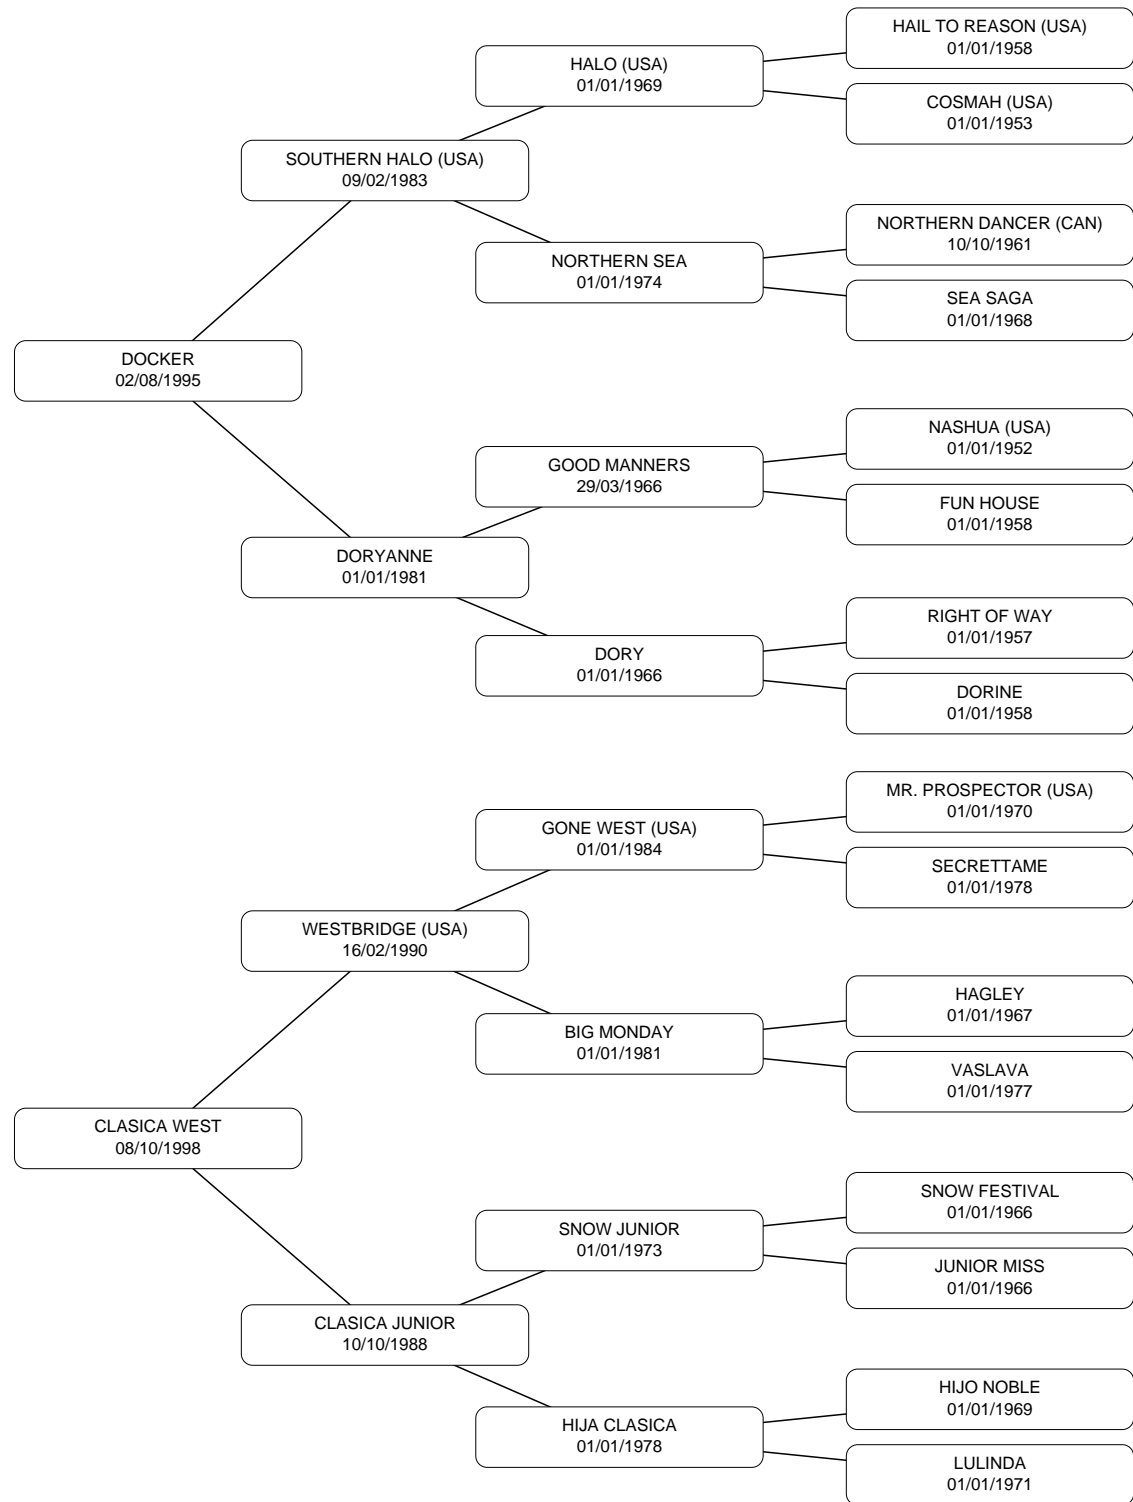 HAIL TO REASON (USA)
01/01/1958
HALO (USA)
01/01/1969
COSMAH (USA)
01/01/1953
SOUTHERN HALO (USA)
09/02/1983
NORTHERN DANCER (CAN)
10/10/1961
NORTHERN SEA
01/01/1974
SEA SAGA
01/01/1968
DOCKER
02/08/1995
NASHUA (USA)
01/01/1952
GOOD MANNERS
29/03/1966
FUN HOUSE
01/01/1958
DORYANNE
01/01/1981
RIGHT OF WAY
01/01/1957
DORY
01/01/1966
DORINE
01/01/1958
MR. PROSPECTOR (USA)
01/01/1970
GONE WEST (USA)
01/01/1984
SECRETTAME
01/01/1978
WESTBRIDGE (USA)
16/02/1990
HAGLEY
01/01/1967
BIG MONDAY
01/01/1981
VASLAVA
01/01/1977
CLASICA WEST
08/10/1998
SNOW FESTIVAL
01/01/1966
SNOW JUNIOR
01/01/1973
JUNIOR MISS
01/01/1966
CLASICA JUNIOR
10/10/1988
HIJO NOBLE
01/01/1969
HIJA CLASICA
01/01/1978
LULINDA
01/01/1971